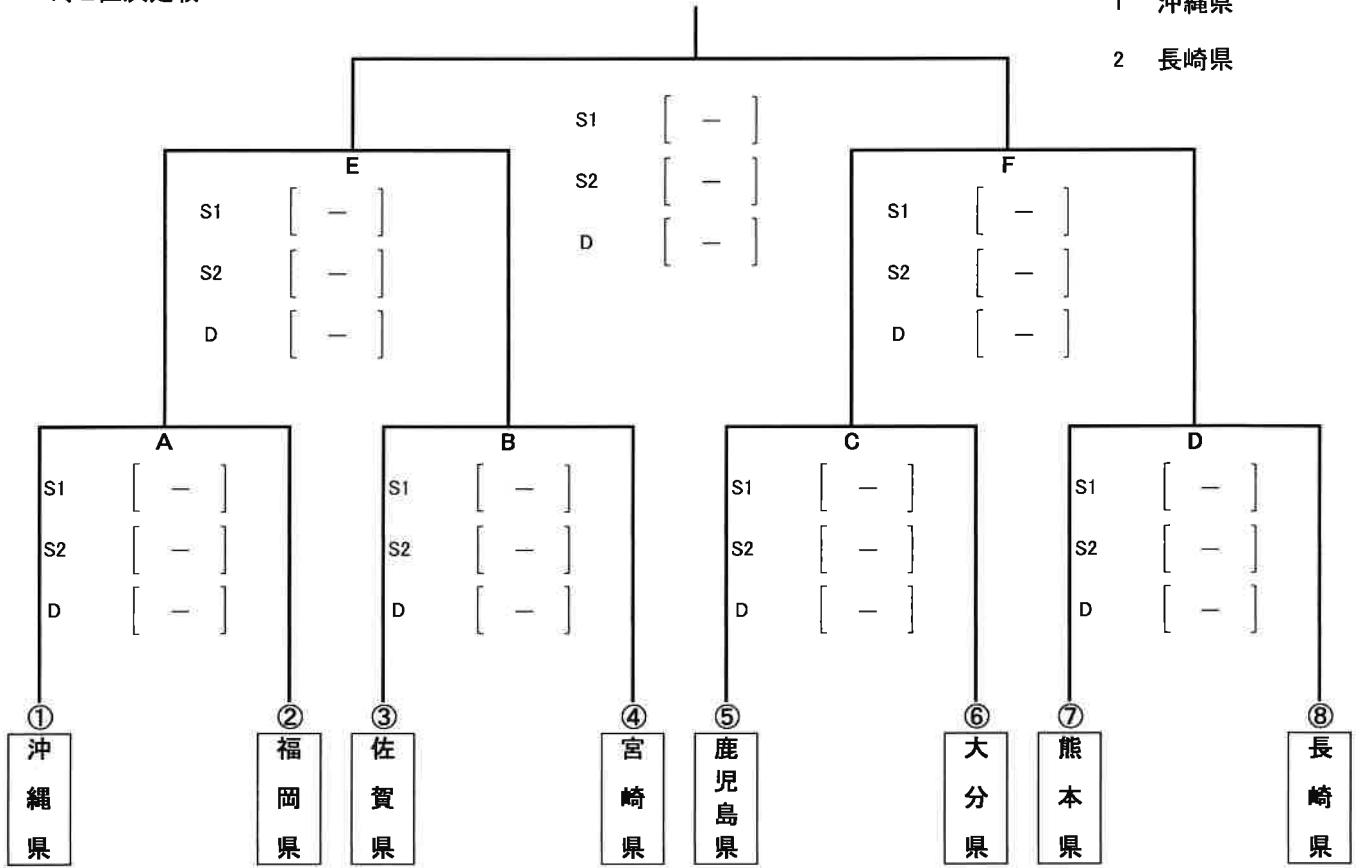 1 沖縄県
2 長崎県
S1 [ － ]
S2 [ － ]
D [ － ]
E
S1 [ － ]
S2 [ － ]
D [ － ]
F
S1 [ － ]
S2 [ － ]
D [ － ]
A
S1 [ － ]
S2 [ － ]
D [ － ]
B
S1 [ － ]
S2 [ － ]
D [ － ]
C
S1 [ － ]
S2 [ － ]
D [ － ]
D
S1 [ － ]
S2 [ － ]
D [ － ]
① ② ③ ④ ⑤ ⑥ ⑦ ⑧
沖縄県
福岡県
佐賀県
宮崎県
鹿児島県
大分県
熊本県
長崎県